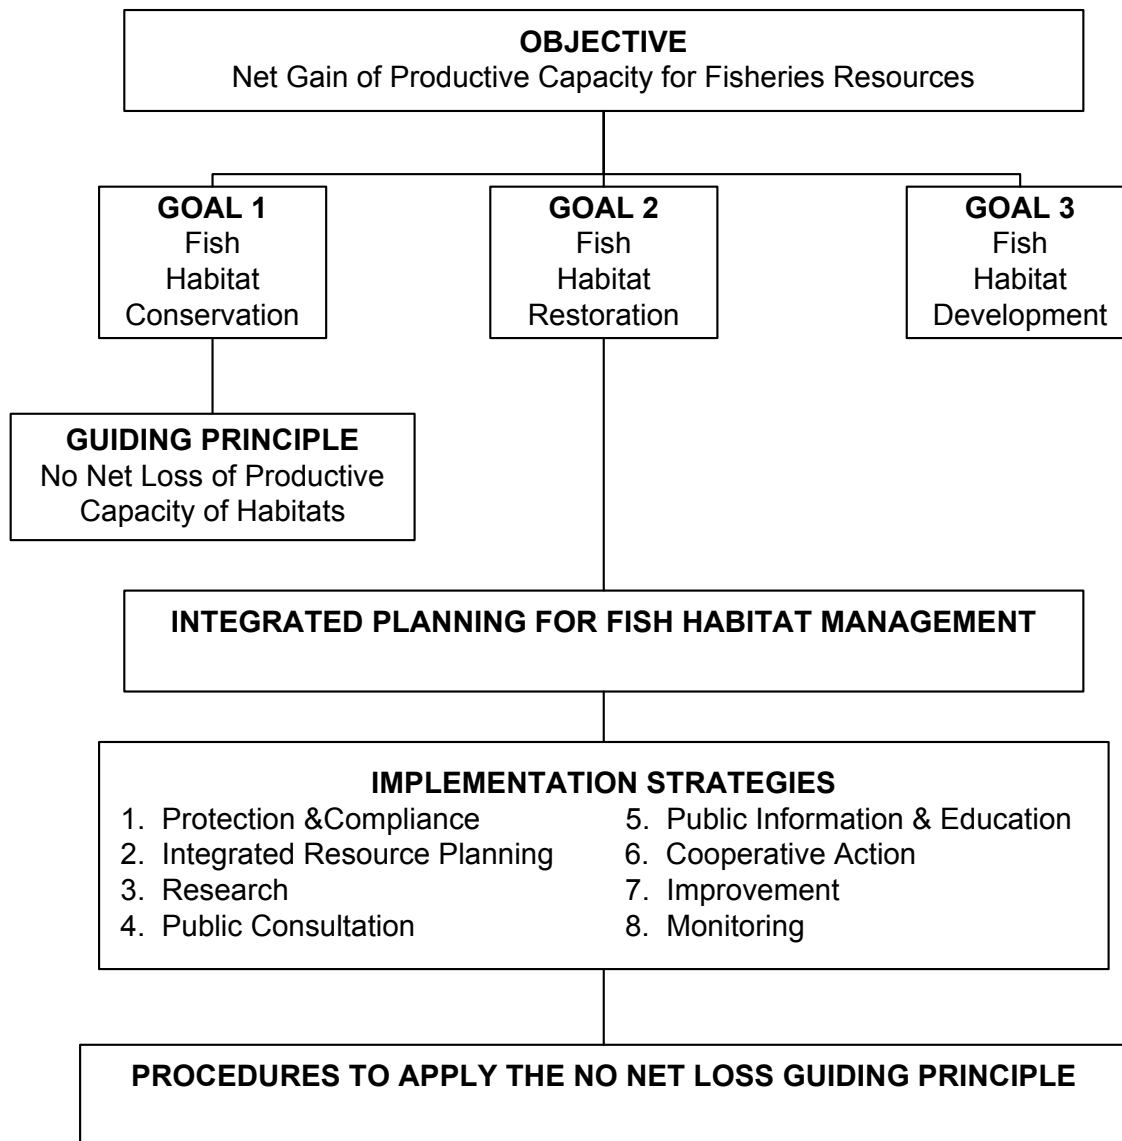 OBJECTIVE
Net Gain of Productive Capacity for Fisheries Resources
GOAL 1
Fish
Habitat
Conservation
GOAL 2
Fish
Habitat
Restoration
GOAL 3
Fish
Habitat
Development
GUIDING PRINCIPLE
No Net Loss of Productive
Capacity of Habitats
INTEGRATED PLANNING FOR FISH HABITAT MANAGEMENT
IMPLEMENTATION STRATEGIES
1. Protection &Compliance
2. Integrated Resource Planning
3. Research
4. Public Consultation
5. Public Information & Education
6. Cooperative Action
7. Improvement
8. Monitoring
PROCEDURES TO APPLY THE NO NET LOSS GUIDING PRINCIPLE